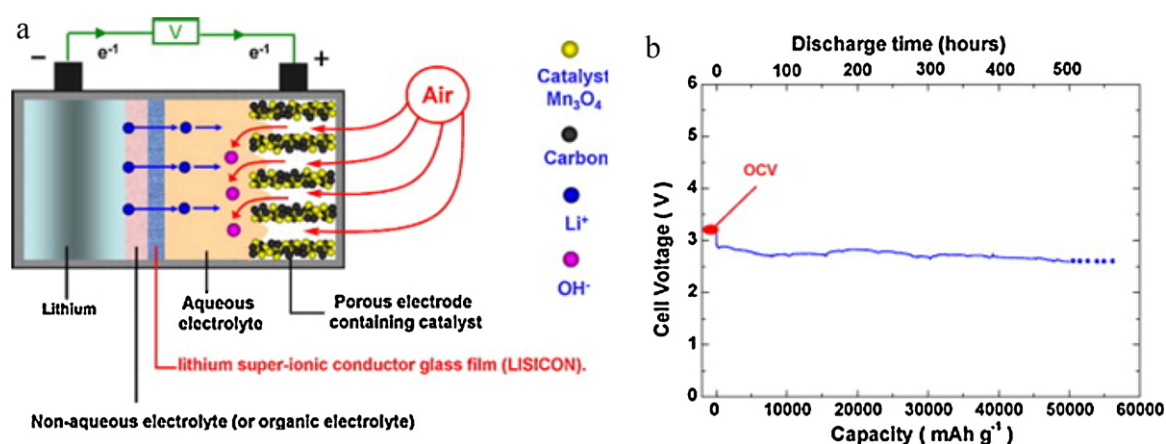 a
e⁻¹
V
e⁻¹
−
+
Air
Catalyst
Mn₃O₄
Carbon
Li⁺
OH⁻
Lithium
Aqueous
electrolyte
Porous electrode
containing catalyst
lithium super-ionic conductor glass film (LISICON).
Non-aqueous electrolyte (or organic electrolyte)
b
Discharge time (hours)
0 100 200 300 400 500
6
5
4
3
2
1
0
Cell Voltage ( V )
OCV
0 10000 20000 30000 40000 50000 60000
Capacity ( mAh g⁻¹ )